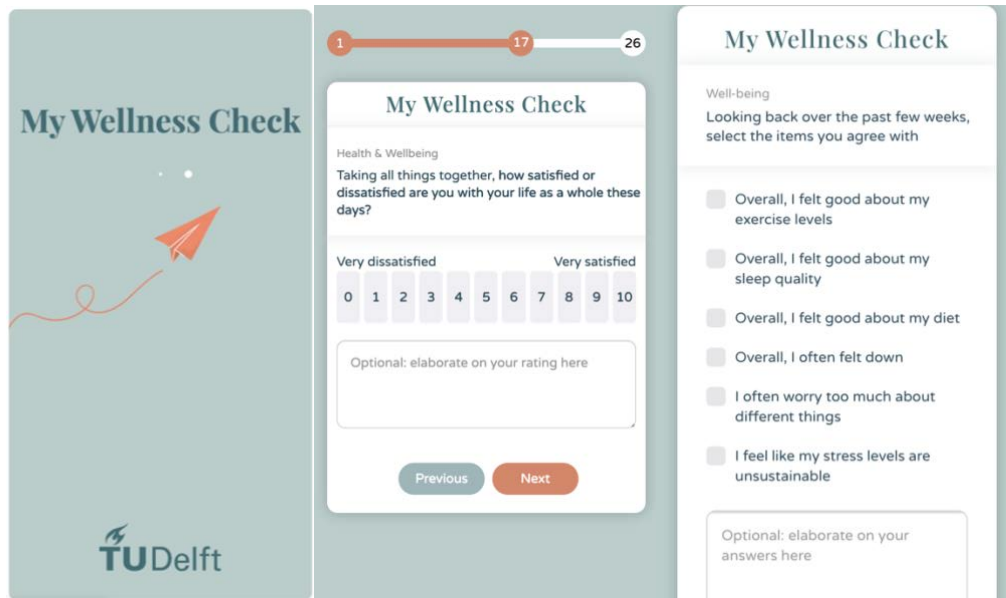 My Wellness Check
TUDelft
1
17
26
My Wellness Check
Health & Wellbeing
Taking all things together, how satisfied or
dissatisfied are you with your life as a whole these
days?
Very dissatisfied Very satisfied
0 1 2 3 4 5 6 7 8 9 10
Optional: elaborate on your rating here
Previous Next
My Wellness Check
Well-being
Looking back over the past few weeks,
select the items you agree with
Overall, I felt good about my
exercise levels
Overall, I felt good about my
sleep quality
Overall, I felt good about my diet
Overall, I often felt down
I often worry too much about
different things
I feel like my stress levels are
unsustainable
Optional: elaborate on your
answers here